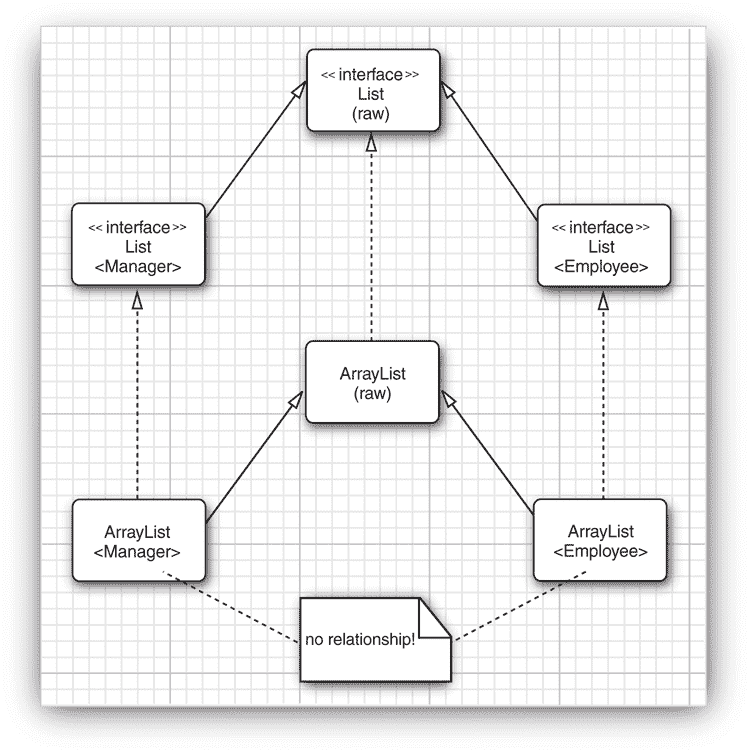 << interface >>
List
(raw)
<< interface >>
List
<Manager>
<< interface >>
List
<Employee>
ArrayList
(raw)
ArrayList
<Manager>
ArrayList
<Employee>
no relationship!